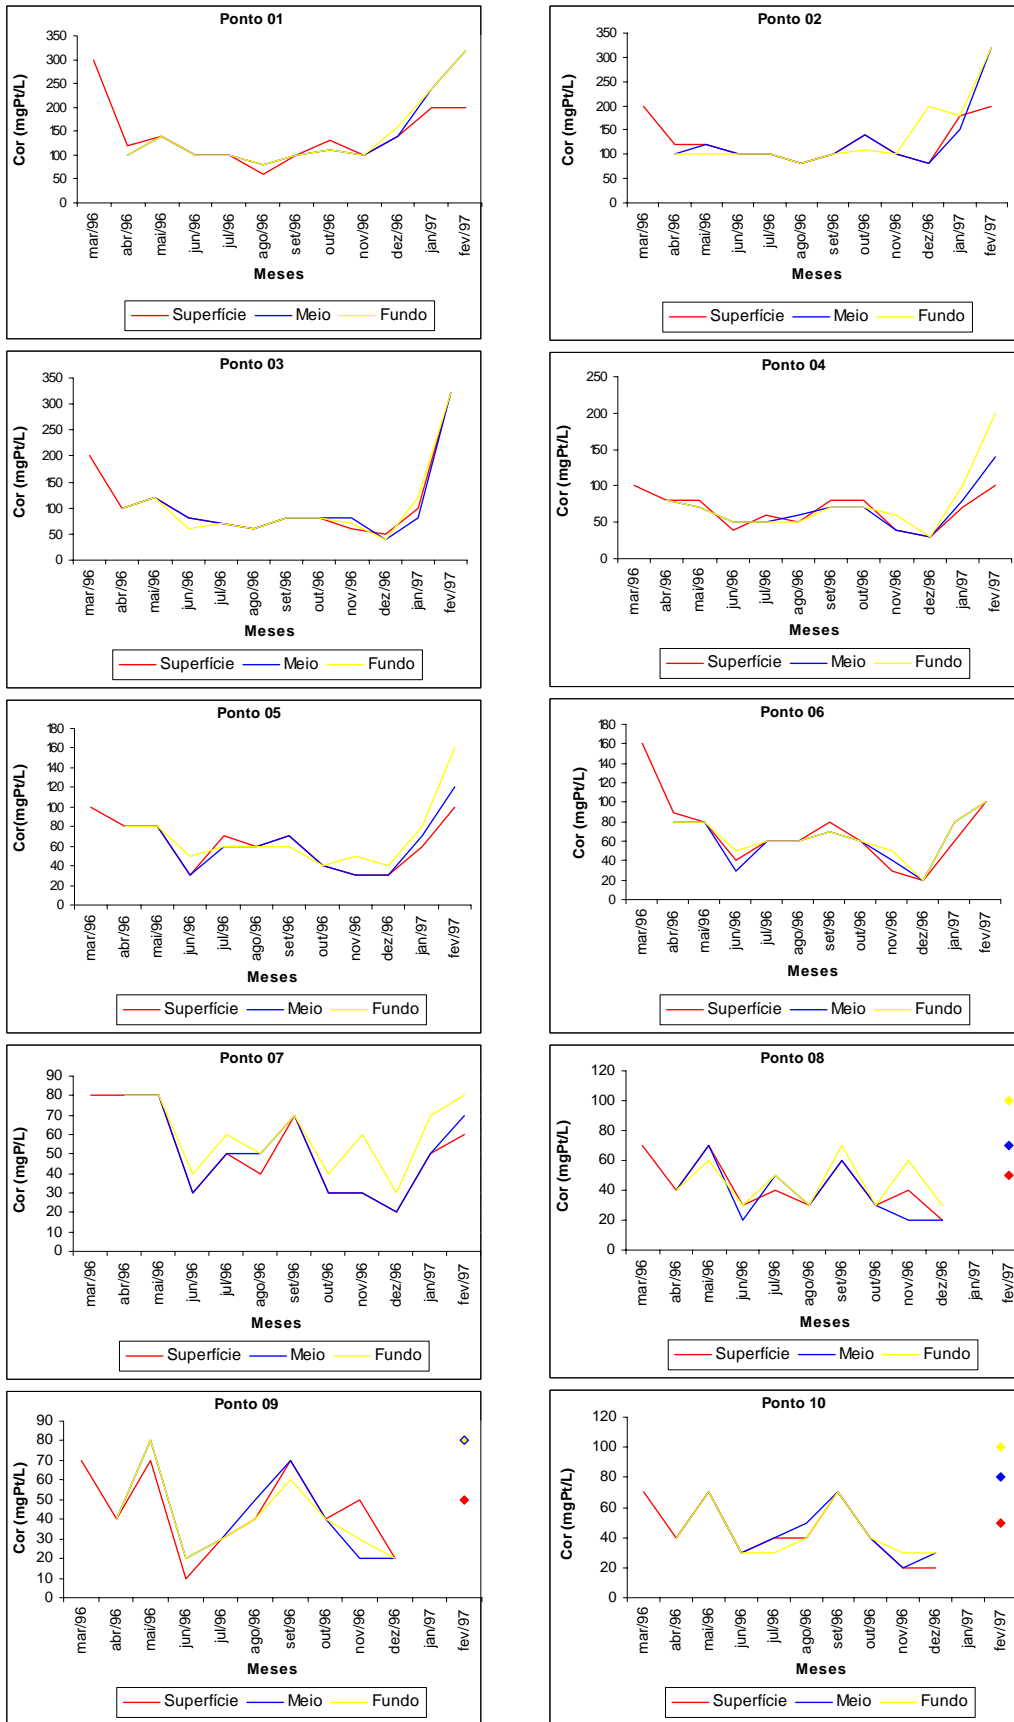 Ponto 01
Cor (mgPt/L)
350
300
250
200
150
100
50
0
mar/96
abr/96
mai/96
jun/96
jul/96
ago/96
set/96
out/96
nov/96
dez/96
jan/97
fev/97
Meses
Superfície Meio Fundo
Ponto 02
Cor (mgPt/L)
350
300
250
200
150
100
50
0
mar/96
abr/96
mai/96
jun/96
jul/96
ago/96
set/96
out/96
nov/96
dez/96
jan/97
fev/97
Meses
Superfície Meio Fundo
Ponto 03
Cor (mgPt/L)
350
300
250
200
150
100
50
0
mar/96
abr/96
mai/96
jun/96
jul/96
ago/96
set/96
out/96
nov/96
dez/96
jan/97
fev/97
Meses
Superfície Meio Fundo
Ponto 04
Cor (mgPt/L)
250
200
150
100
50
0
mar/96
abr/96
mai/96
jun/96
jul/96
ago/96
set/96
out/96
nov/96
dez/96
jan/97
fev/97
Meses
Superfície Meio Fundo
Ponto 05
Cor(mgPt/L)
180
160
140
120
100
80
60
40
20
0
mar/96
abr/96
mai/96
jun/96
jul/96
ago/96
set/96
out/96
nov/96
dez/96
jan/97
fev/97
Meses
Superfície Meio Fundo
Ponto 06
Cor (mgPt/L)
180
160
140
120
100
80
60
40
20
0
mar/96
abr/96
mai/96
jun/96
jul/96
ago/96
set/96
out/96
nov/96
dez/96
jan/97
fev/97
Meses
Superfície Meio Fundo
Ponto 07
Cor (mgP/L)
90
80
70
60
50
40
30
20
10
0
mar/96
abr/96
mai/96
jun/96
jul/96
ago/96
set/96
out/96
nov/96
dez/96
jan/97
fev/97
Meses
Superfície Meio Fundo
Ponto 08
Cor (mgPt/L)
120
100
80
60
40
20
0
mar/96
abr/96
mai/96
jun/96
jul/96
ago/96
set/96
out/96
nov/96
dez/96
jan/97
fev/97
Meses
Superfície Meio Fundo
Ponto 09
Cor (mgPt/L)
90
80
70
60
50
40
30
20
10
0
mar/96
abr/96
mai/96
jun/96
jul/96
ago/96
set/96
out/96
nov/96
dez/96
jan/97
fev/97
Meses
Superfície Meio Fundo
Ponto 10
Cor (mgPt/L)
120
100
80
60
40
20
0
mar/96
abr/96
mai/96
jun/96
jul/96
ago/96
set/96
out/96
nov/96
dez/96
jan/97
fev/97
Meses
Superfície Meio Fundo